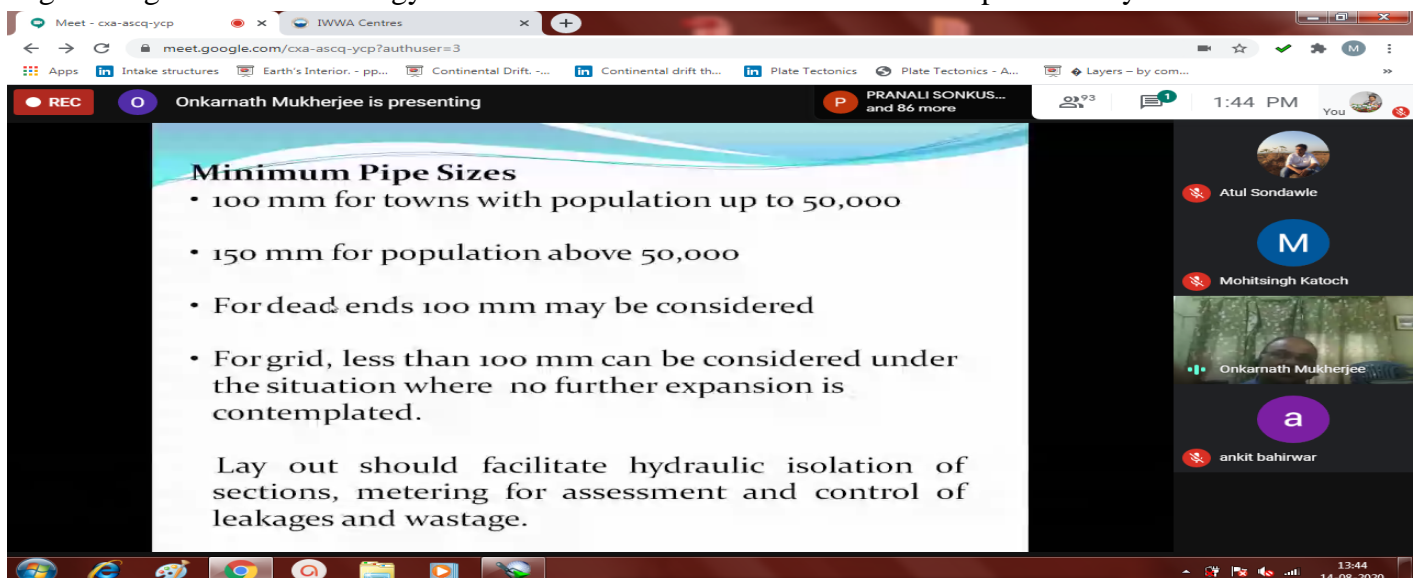 Meet - cxa-ascq-ycp
IWWA Centres
meet.google.com/cxa-ascq-ycp?authuser=3
M
Apps
Intake structures
Earth's Interior. - pp...
Continental Drift. -...
Continental drift th...
Plate Tectonics
Plate Tectonics - A...
Layers – by com...
REC
O
Onkarnath Mukherjee is presenting
P
PRANALI SONKUS...
and 86 more
93
1
1:44 PM
You
Minimum Pipe Sizes
• 100 mm for towns with population up to 50,000
• 150 mm for population above 50,000
• For dead ends 100 mm may be considered
• For grid, less than 100 mm can be considered under
the situation where no further expansion is
contemplated.
Lay out should facilitate hydraulic isolation of
sections, metering for assessment and control of
leakages and wastage.
Atul Sondawle
M
Mohitsingh Katoch
Onkarnath Mukherjee
a
ankit bahirwar
13:44
14-08-2020